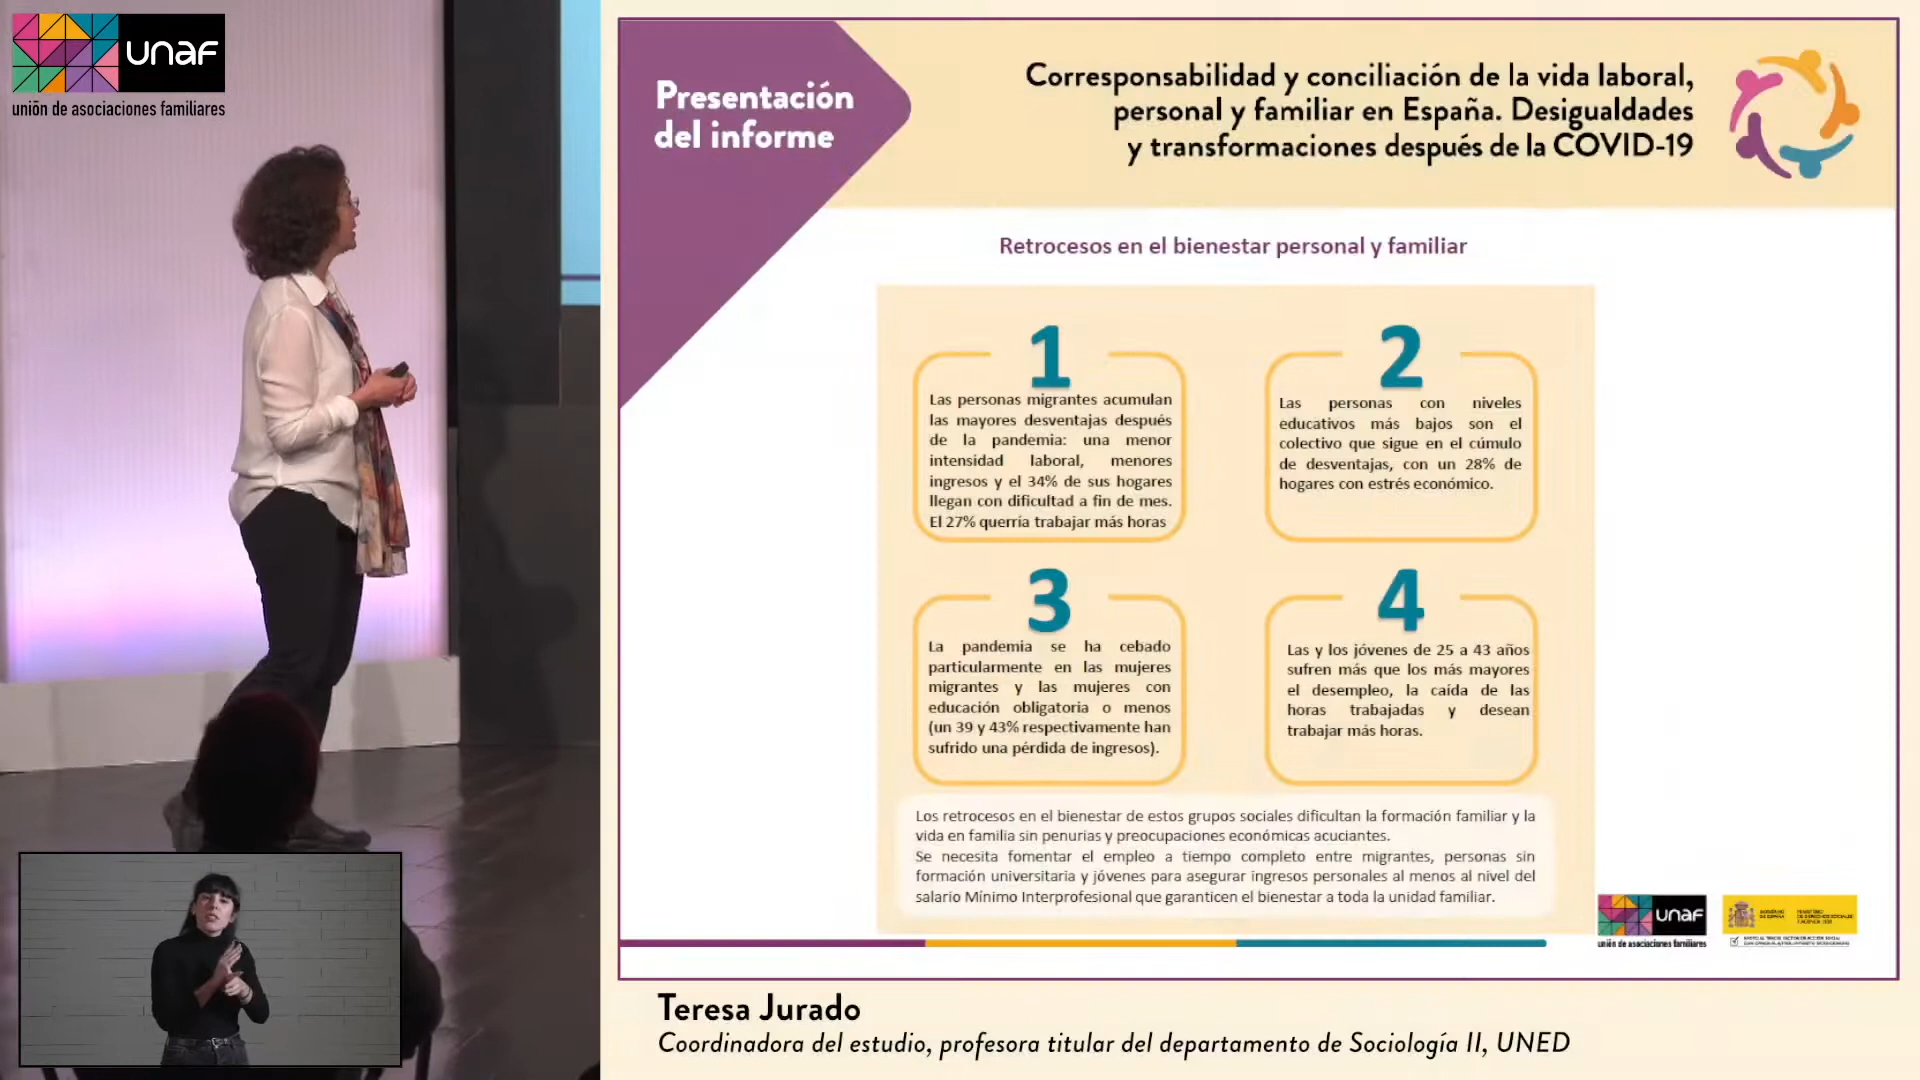 unaf
unión de asociaciones familiares
Presentación
del informe
Corresponsabilidad y conciliación de la vida laboral,
personal y familiar en España. Desigualdades
y transformaciones después de la COVID-19
Retrocesos en el bienestar personal y familiar
1
Las personas migrantes acumulan
las mayores desventajas después
de la pandemia: una menor
intensidad laboral, menores
ingresos y el 34% de sus hogares
llegan con dificultad a fin de mes.
El 27% querría trabajar más horas
2
Las personas con niveles
educativos más bajos son el
colectivo que sigue en el cúmulo
de desventajas, con un 28% de
hogares con estrés económico.
3
La pandemia se ha cebado
particularmente en las mujeres
migrantes y las mujeres con
educación obligatoria o menos
(un 39 y 43% respectivamente han
sufrido una pérdida de ingresos).
4
Las y los jóvenes de 25 a 43 años
sufren más que los más mayores
el desempleo, la caída de las
horas trabajadas y desean
trabajar más horas.
Los retrocesos en el bienestar de estos grupos sociales dificultan la formación familiar y la
vida en familia sin penurias y preocupaciones económicas acuciantes.
Se necesita fomentar el empleo a tiempo completo entre migrantes, personas sin
formación universitaria y jóvenes para asegurar ingresos personales al menos al nivel del
salario Mínimo Interprofesional que garanticen el bienestar a toda la unidad familiar.
unaf
unión de asociaciones familiares
Teresa Jurado
Coordinadora del estudio, profesora titular del departamento de Sociología II, UNED